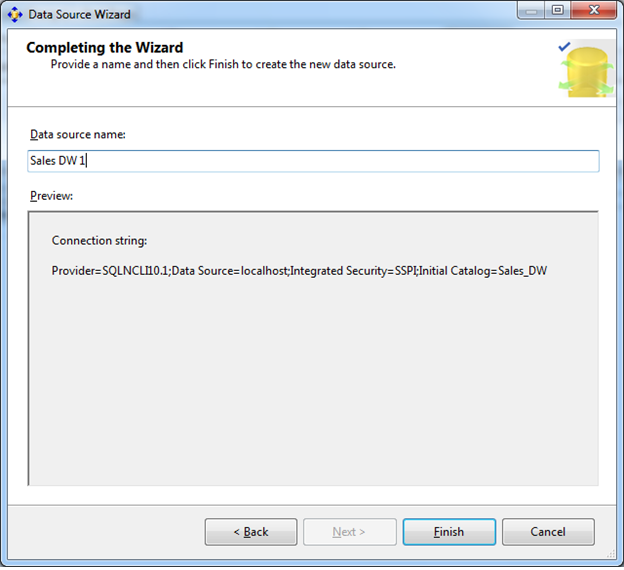 Data Source Wizard
Completing the Wizard
Provide a name and then click Finish to create the new data source.
Data source name:
Sales DW 1
Preview:
Connection string:
Provider=SQLNCLI10.1;Data Source=localhost;Integrated Security=SSPI;Initial Catalog=Sales_DW
< Back Next > Finish Cancel